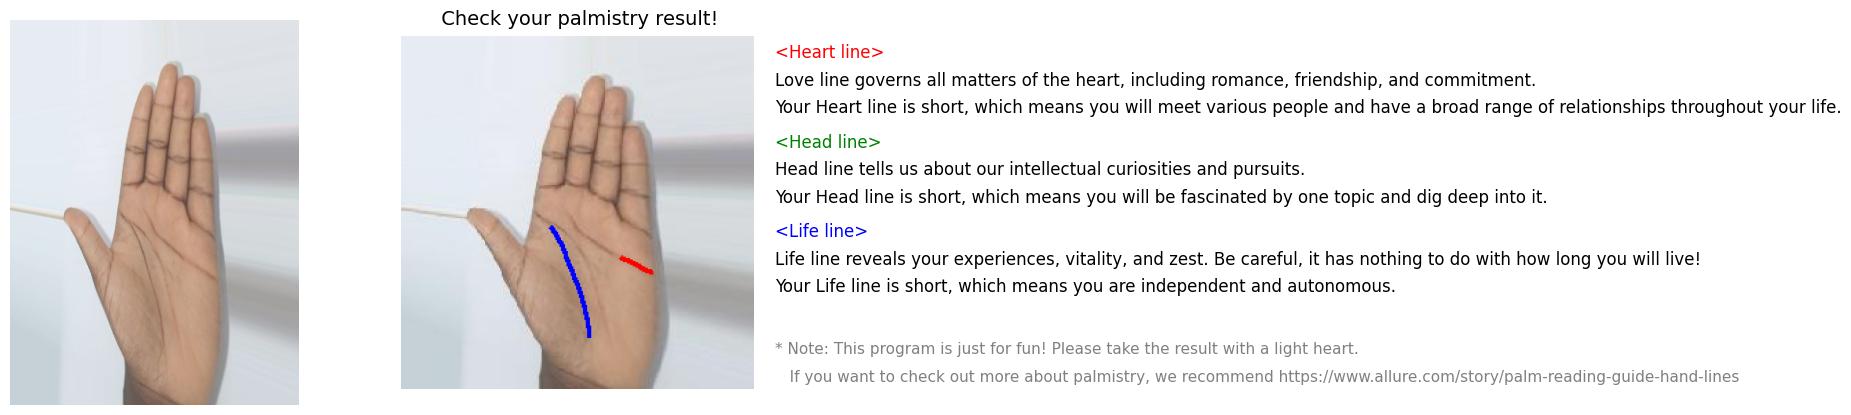 Check your palmistry result!
<Heart line>
Love line governs all matters of the heart, including romance, friendship, and commitment.
Your Heart line is short, which means you will meet various people and have a broad range of relationships throughout your life.
<Head line>
Head line tells us about our intellectual curiosities and pursuits.
Your Head line is short, which means you will be fascinated by one topic and dig deep into it.
<Life line>
Life line reveals your experiences, vitality, and zest. Be careful, it has nothing to do with how long you will live!
Your Life line is short, which means you are independent and autonomous.
* Note: This program is just for fun! Please take the result with a light heart.
If you want to check out more about palmistry, we recommend https://www.allure.com/story/palm-reading-guide-hand-lines